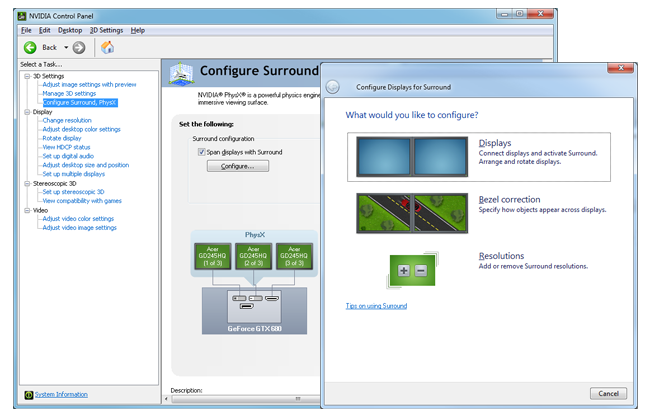 NVIDIA Control Panel
File Edit Desktop 3D Settings Help
Back
Select a Task...
3D Settings
Adjust image settings with preview
Manage 3D settings
Configure Surround, PhysX
Display
Change resolution
Adjust desktop color settings
Rotate display
View HDCP status
Set up digital audio
Adjust desktop size and position
Set up multiple displays
Stereoscopic 3D
Set up stereoscopic 3D
View compatibility with games
Video
Adjust video color settings
Adjust video image settings
System Information
Configure Surround
NVIDIA® PhysX® is a powerful physics engine
immersive viewing surface.
Set the following:
Surround configuration
Span displays with Surround
Configure...
PhysX
Acer
GD245HQ
(1 of 3)
Acer
GD245HQ
(2 of 3)
Acer
GD245HQ
(3 of 3)
GeForce GTX 680
Description:
Configure Displays for Surround
What would you like to configure?
Displays
Connect displays and activate Surround.
Arrange and rotate displays.
Bezel correction
Specify how objects appear across displays.
Resolutions
Add or remove Surround resolutions.
Tips on using Surround
Cancel